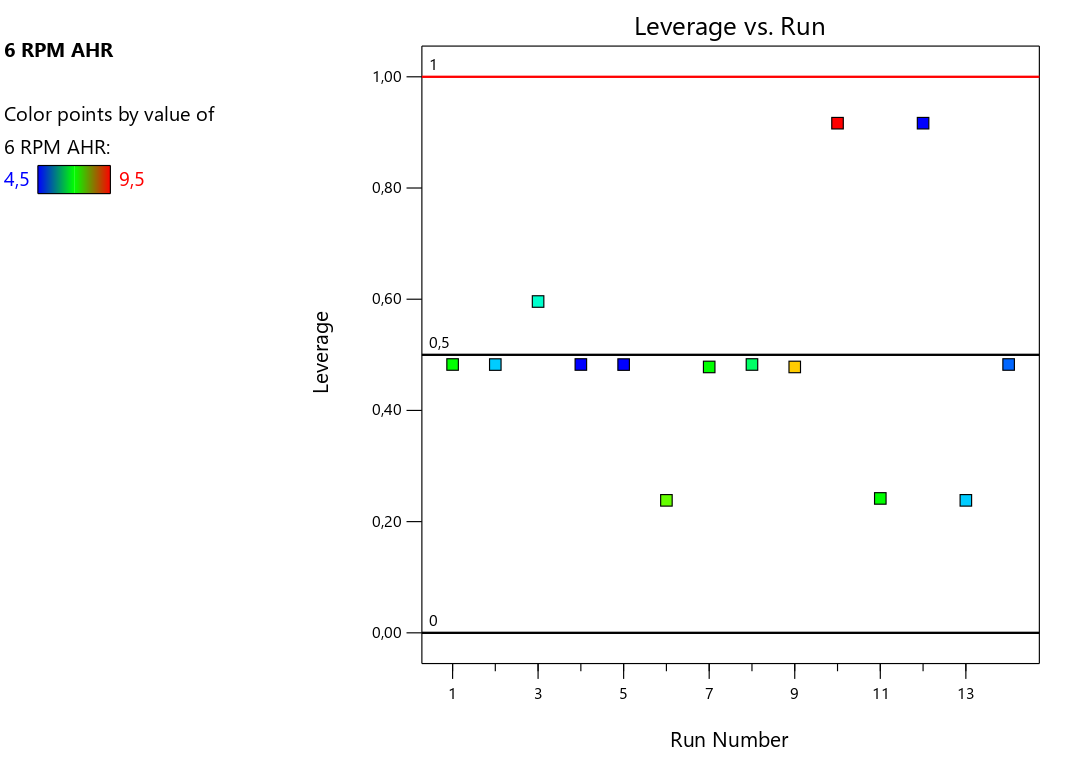 6 RPM AHR
Color points by value of
6 RPM AHR:
4,5 9,5
Leverage vs. Run
Leverage
1,00
0,80
0,60
0,40
0,20
0,00
1
0,5
0
1 3 5 7 9 11 13
Run Number